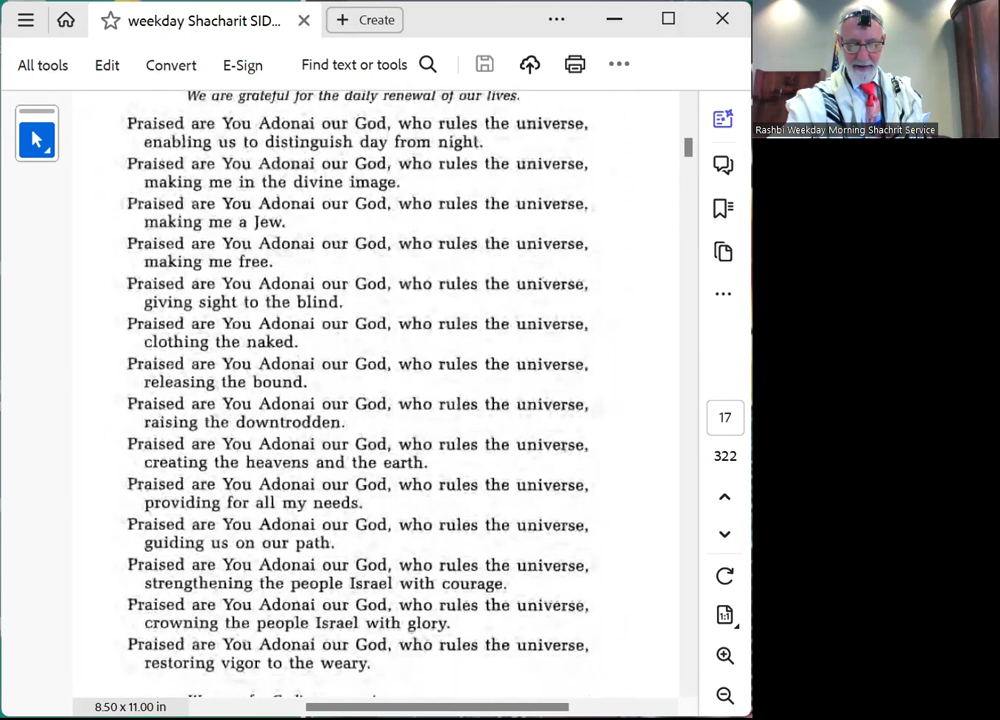 weekday Shacharit SID...
Create
All tools
Edit
Convert
E-Sign
Find text or tools
Rashbi Weekday Morning Shachrit Service
We are grateful for the daily renewal of our lives.
Praised are You Adonai our God, who rules the universe,
enabling us to distinguish day from night.
Praised are You Adonai our God, who rules the universe,
making me in the divine image.
Praised are You Adonai our God, who rules the universe,
making me a Jew.
Praised are You Adonai our God, who rules the universe,
making me free.
Praised are You Adonai our God, who rules the universe,
giving sight to the blind.
Praised are You Adonai our God, who rules the universe,
clothing the naked.
Praised are You Adonai our God, who rules the universe,
releasing the bound.
Praised are You Adonai our God, who rules the universe,
raising the downtrodden.
Praised are You Adonai our God, who rules the universe,
creating the heavens and the earth.
Praised are You Adonai our God, who rules the universe,
providing for all my needs.
Praised are You Adonai our God, who rules the universe,
guiding us on our path.
Praised are You Adonai our God, who rules the universe,
strengthening the people Israel with courage.
Praised are You Adonai our God, who rules the universe,
crowning the people Israel with glory.
Praised are You Adonai our God, who rules the universe,
restoring vigor to the weary.
17
322
1:1
8.50 x 11.00 in